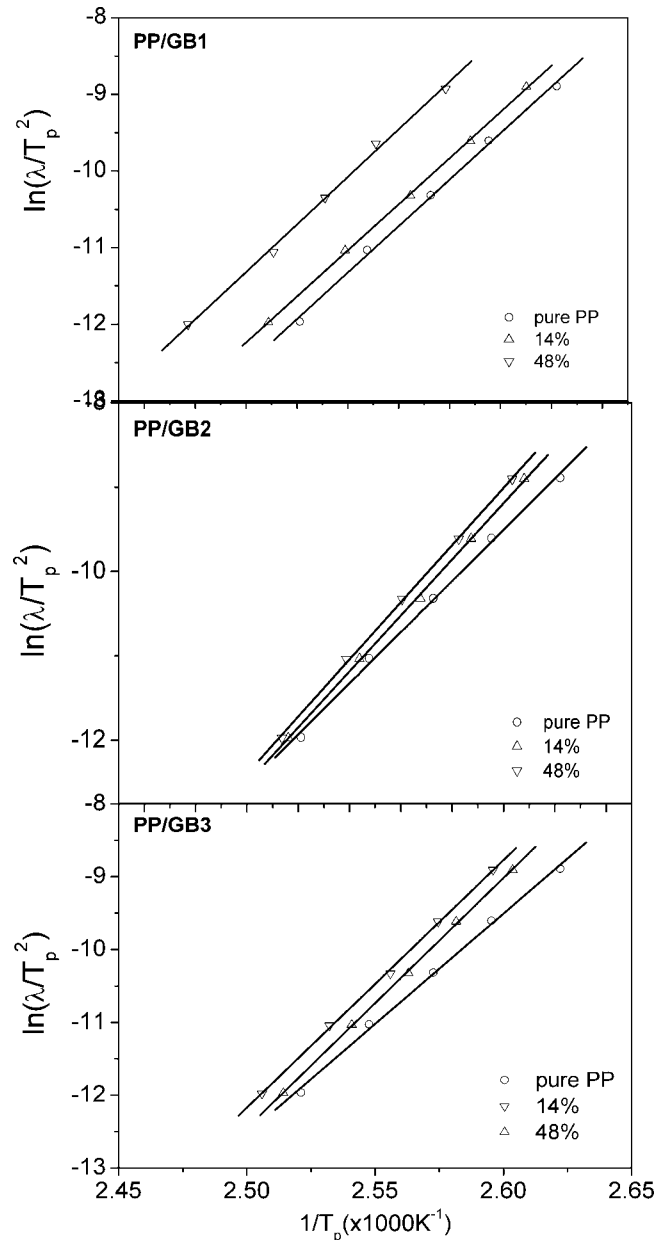 PP/GB1
-8
-9
-10
-11
-12
-13
ln(λ/T_p^2)
pure PP
14%
48%
PP/GB2
-8
-10
-12
ln(λ/T_p^2)
pure PP
14%
48%
PP/GB3
-8
-9
-10
-11
-12
-13
ln(λ/T_p^2)
pure PP
14%
48%
2.45
2.50
2.55
2.60
2.65
1/T_p(x1000K^-1)